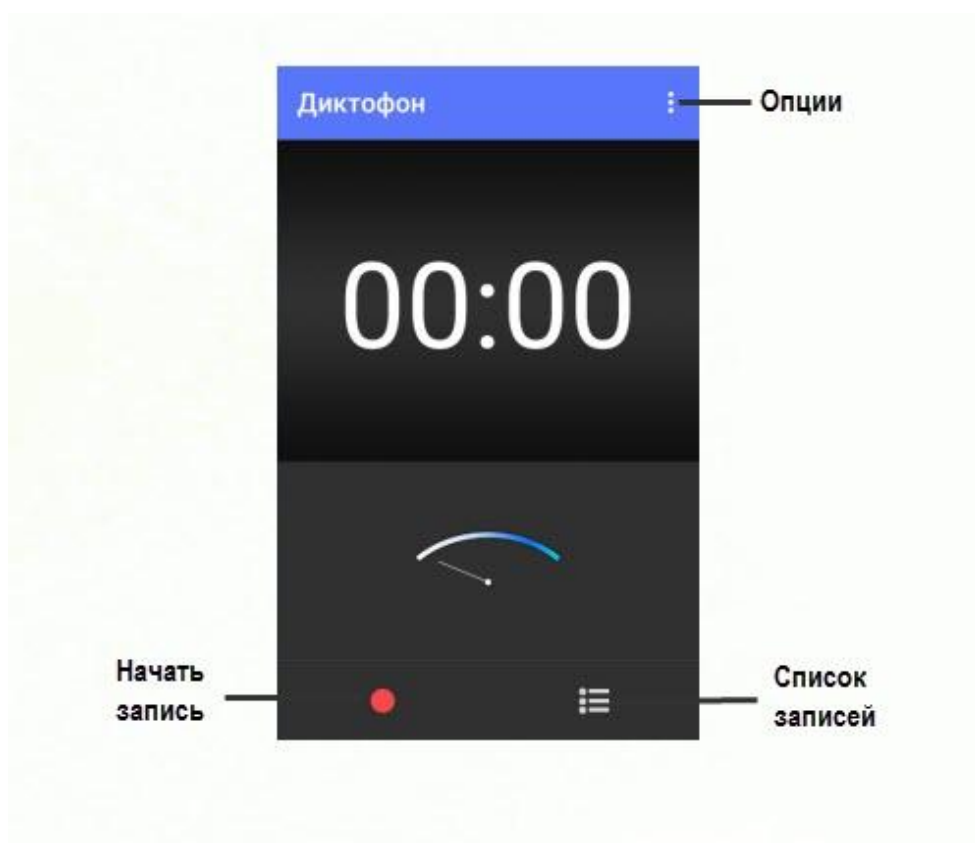 Диктофон
Опции
00:00
Начать
запись
Список
записей